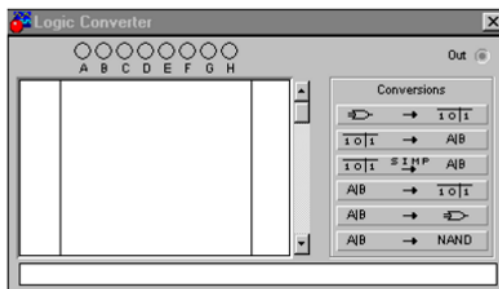 Logic Converter
Out
A B C D E F G H
Conversions
→ 1 0 1
1 0 1 → A|B
1 0 1 SIMP → A|B
A|B → 1 0 1
A|B →
A|B → NAND